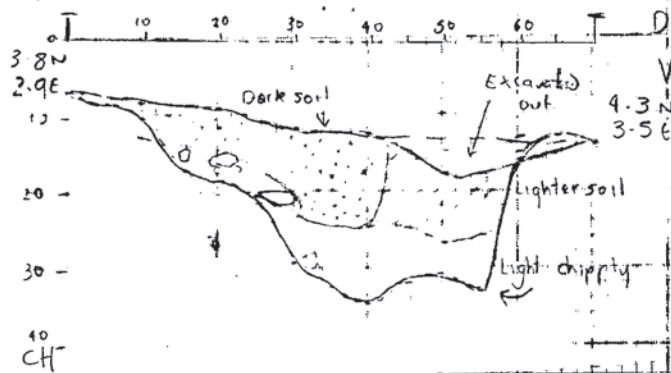 10 20 30 40 50 60
0
3.8N
2.9E
10
20
30
40
CH
Dark soil
Excavated out
D
V
4.3N
3.5E
Lighter soil
Light chippty